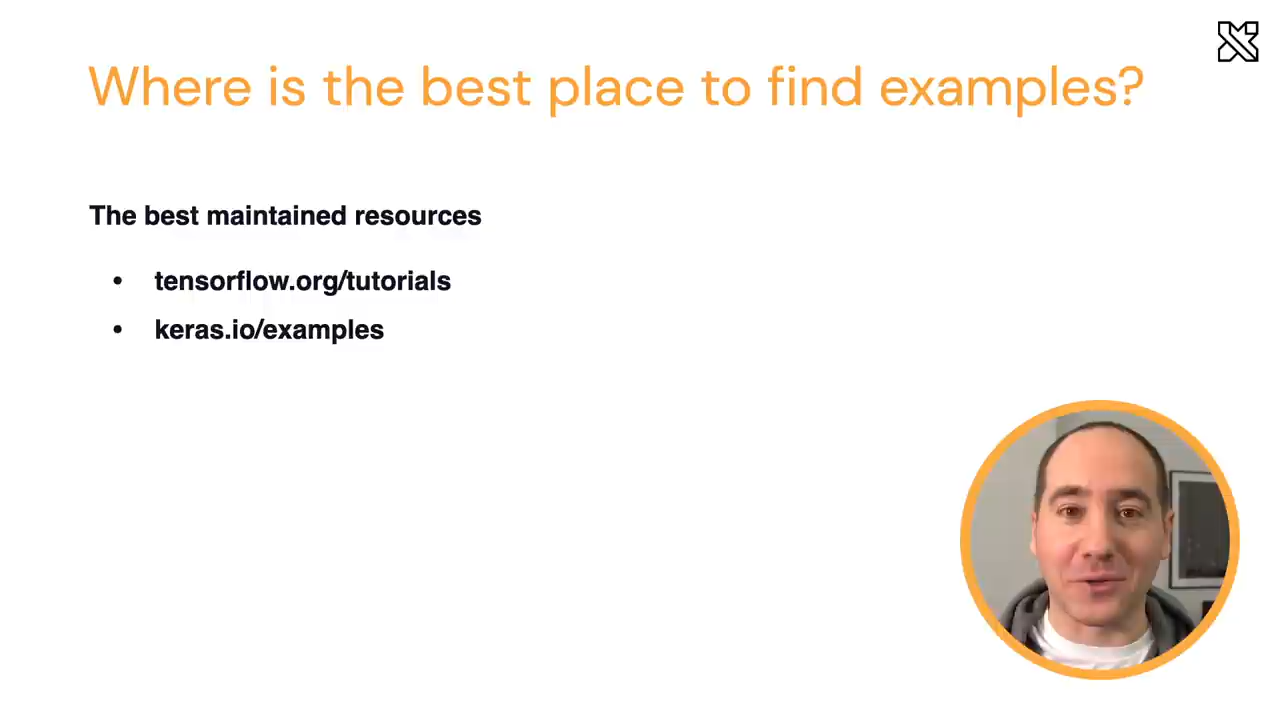 Where is the best place to find examples?
The best maintained resources
• tensorflow.org/tutorials
• keras.io/examples